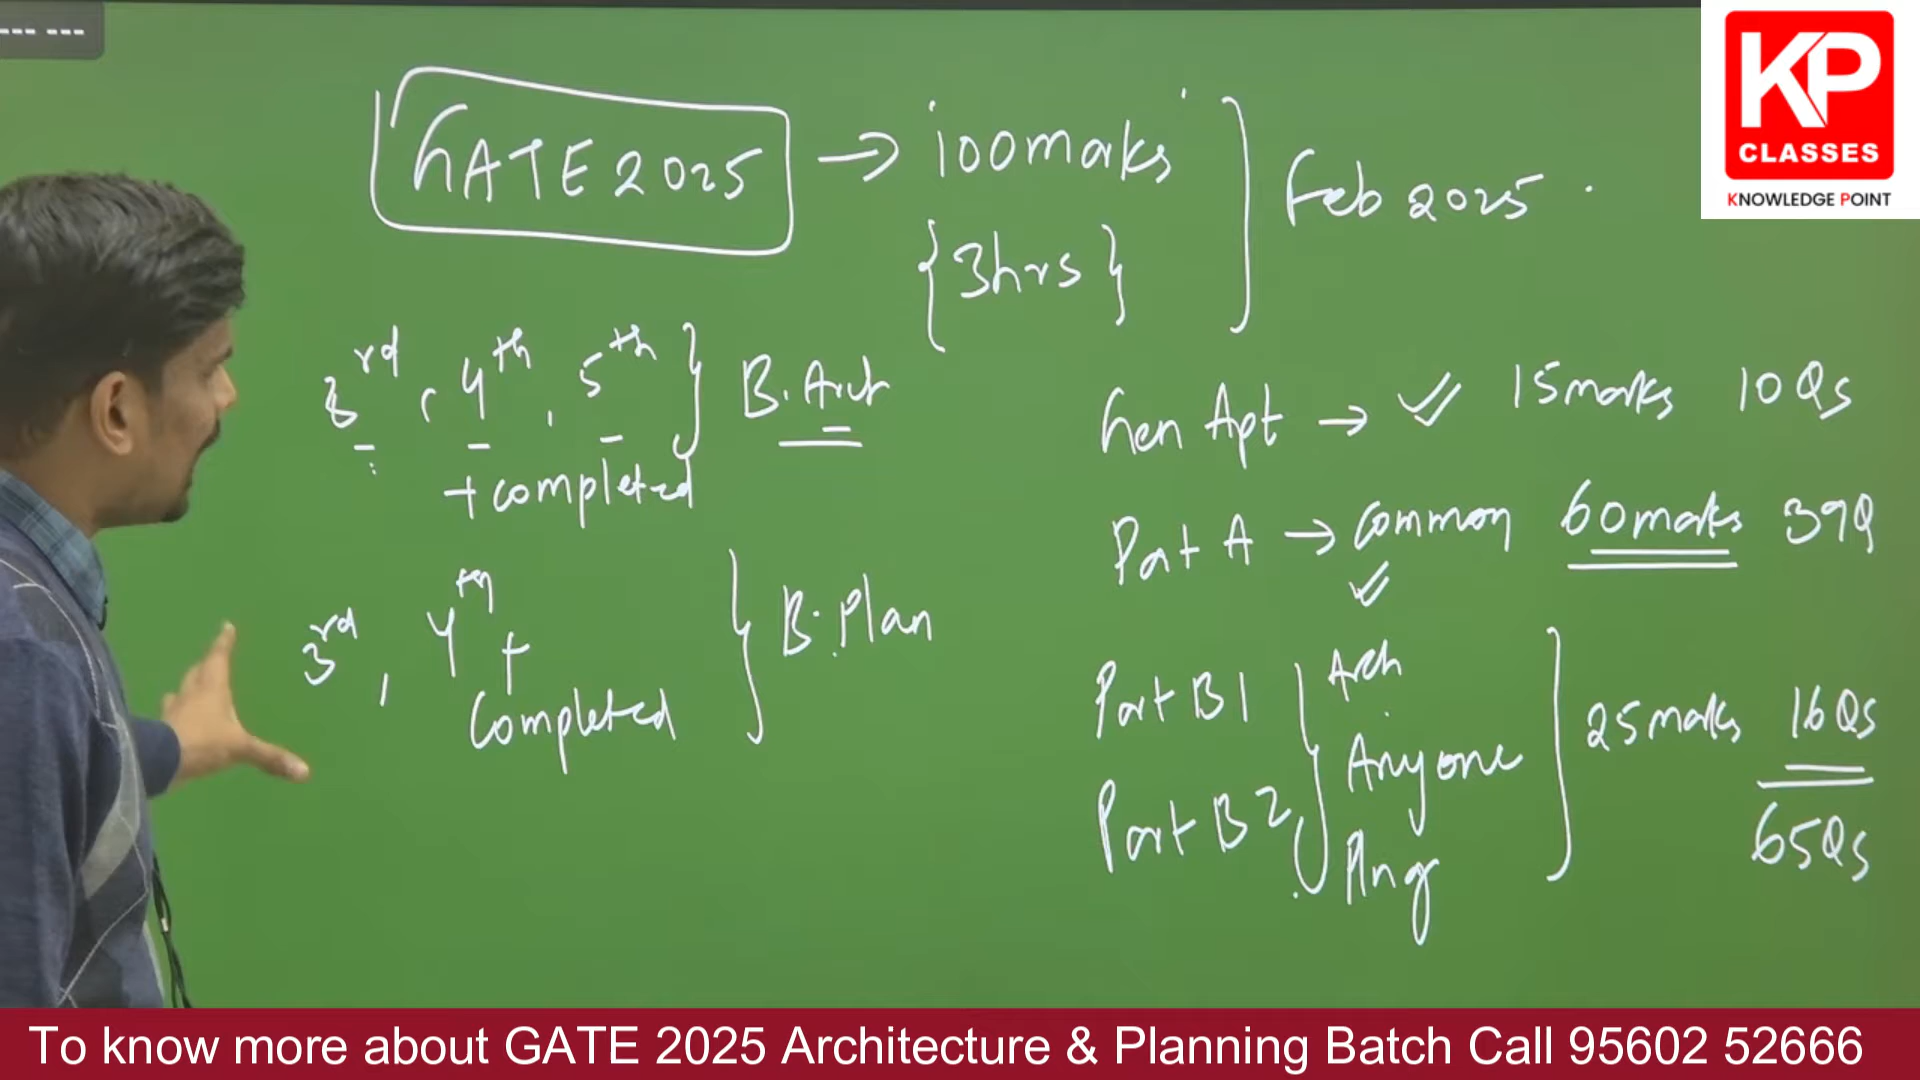 GATE 2025 → 100 marks
{3hrs}
Feb 2025
3rd, 4th, 5th } B.Arch
+ completed
3rd, 4th +
Completed
} B.Plan
Gen Apt → 15 marks 10 Qs
Part A → Common 60 marks 39Q
Part B1
Part B2
Arch
Anyone
Plng
25 marks 16 Qs
65 Qs
KP
CLASSES
KNOWLEDGE POINT
To know more about GATE 2025 Architecture & Planning Batch Call 95602 52666